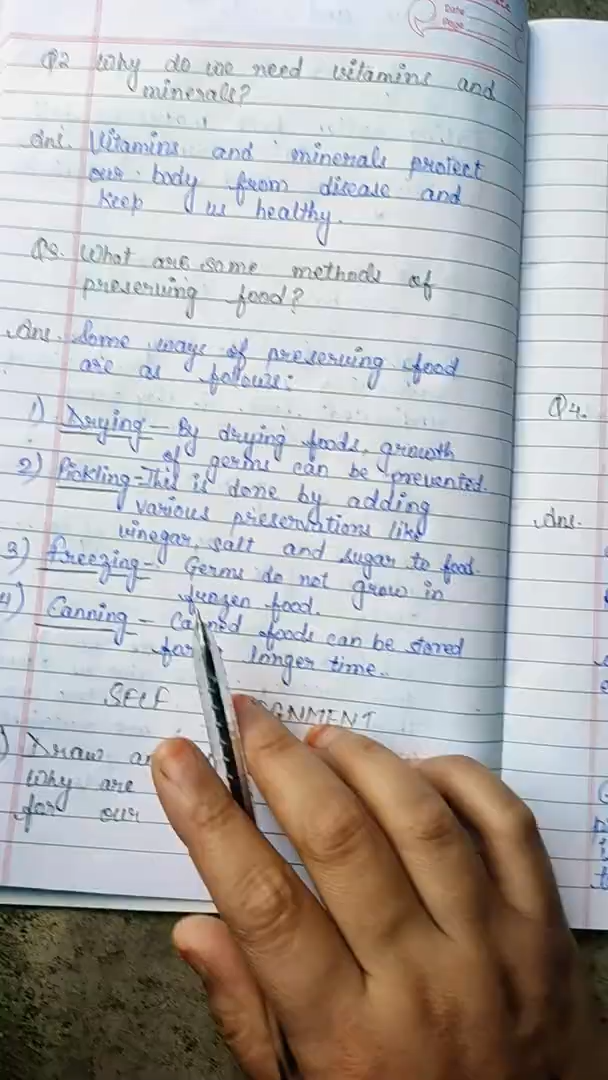 Date
Page
Q2 Why do we need vitamins and
minerals?
Ans. Vitamins and minerals protect
our body from disease and
keep us healthy.
Q3. What are some methods of
preserving food?
Ans. Some ways of preserving food
are as follows:
1) Drying - By drying foods, growth
of germs can be prevented.
2) Pickling - This is done by adding
various preservations like
vinegar, salt and sugar to food.
3) Freezing - Germs do not grow in
frozen food.
4) Canning - Canned foods can be stored
for longer time.
SELF
) Draw
Why are
for our
Q4.
Ans.